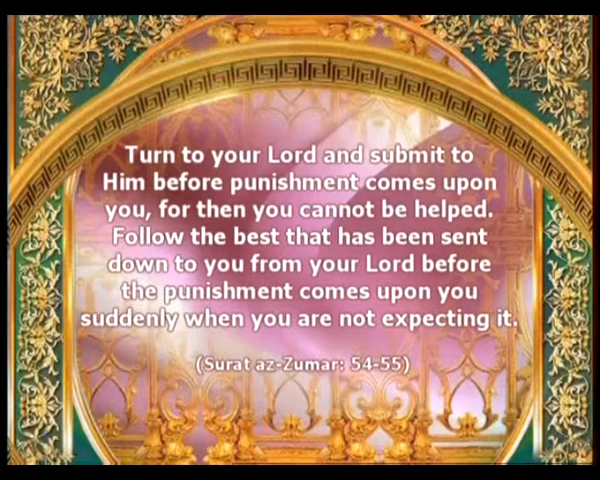 Turn to your Lord and submit to
Him before punishment comes upon
you, for then you cannot be helped.
Follow the best that has been sent
down to you from your Lord before
the punishment comes upon you
suddenly when you are not expecting it.
(Surat az-Zumar: 54-55)